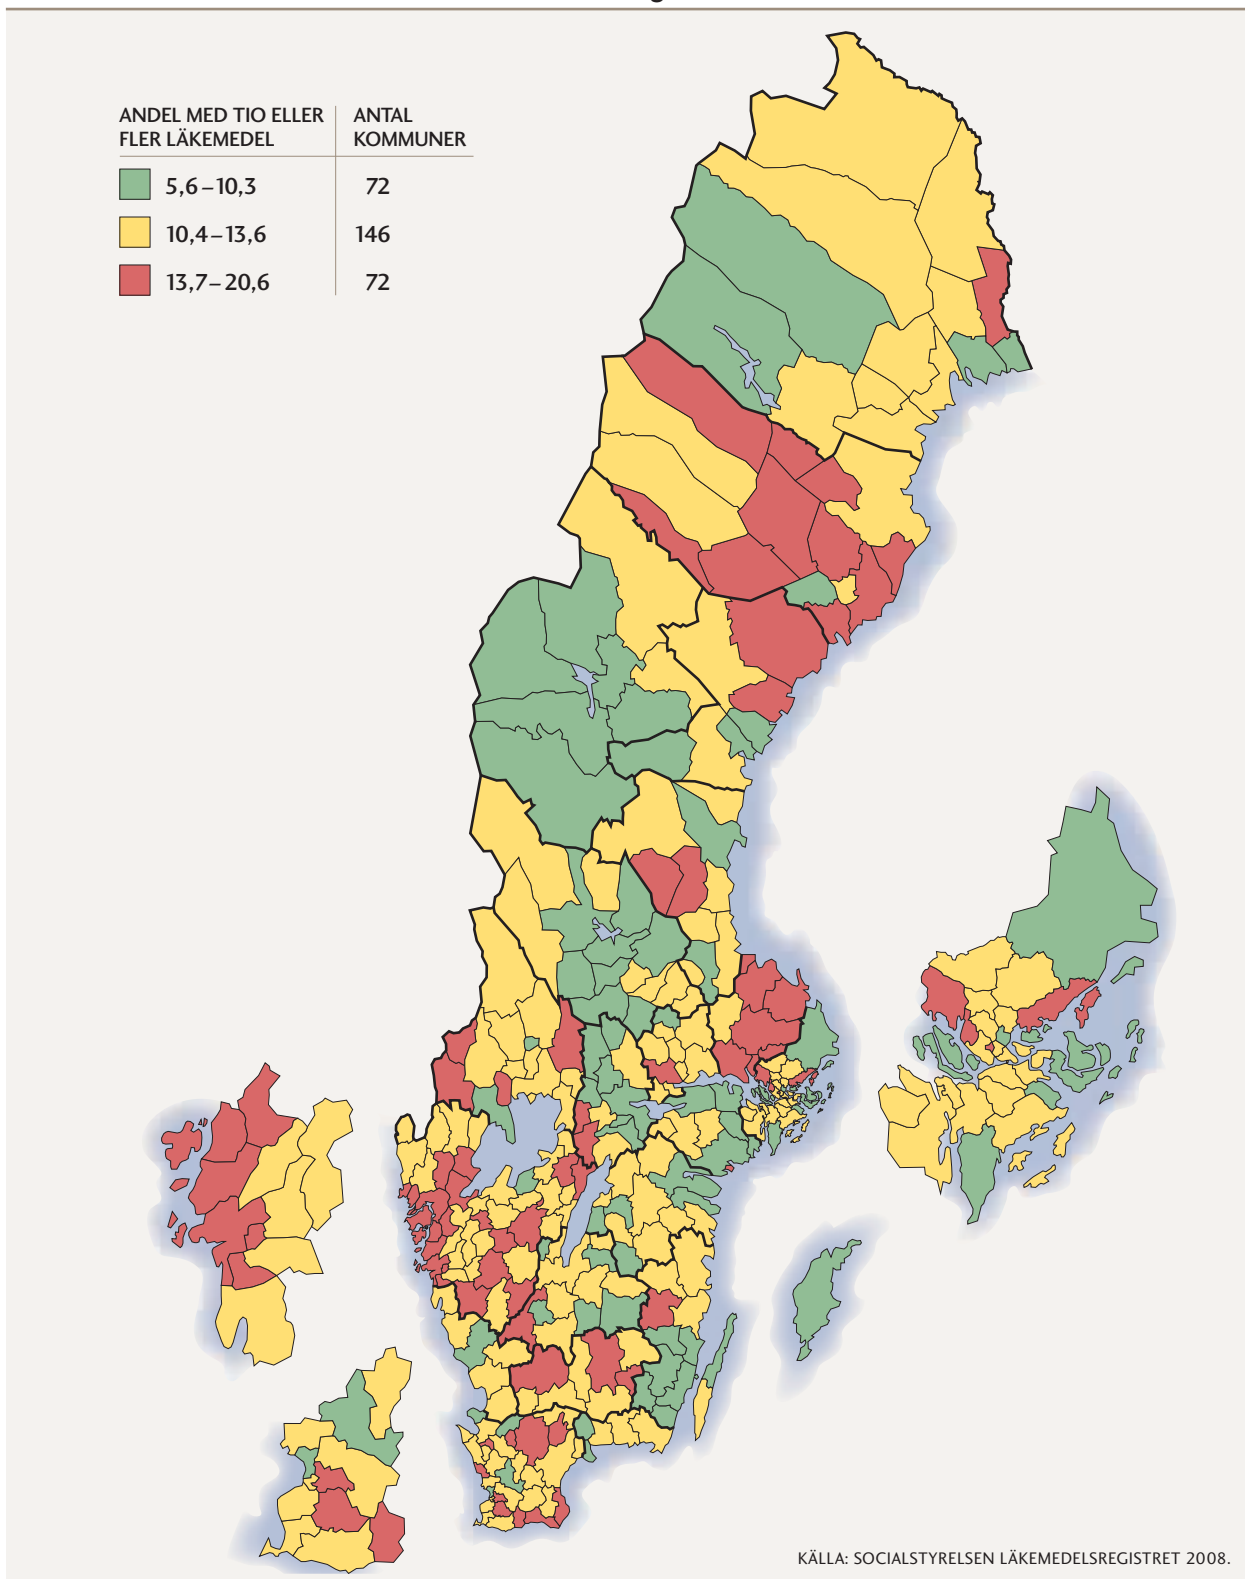 ANDEL MED TIO ELLER FLER LÄKEMEDEL
ANTAL KOMMUNER
5,6–10,3 72
10,4–13,6 146
13,7–20,6 72
KÄLLA: SOCIALSTYRELSEN LÄKEMEDELSREGISTRET 2008.